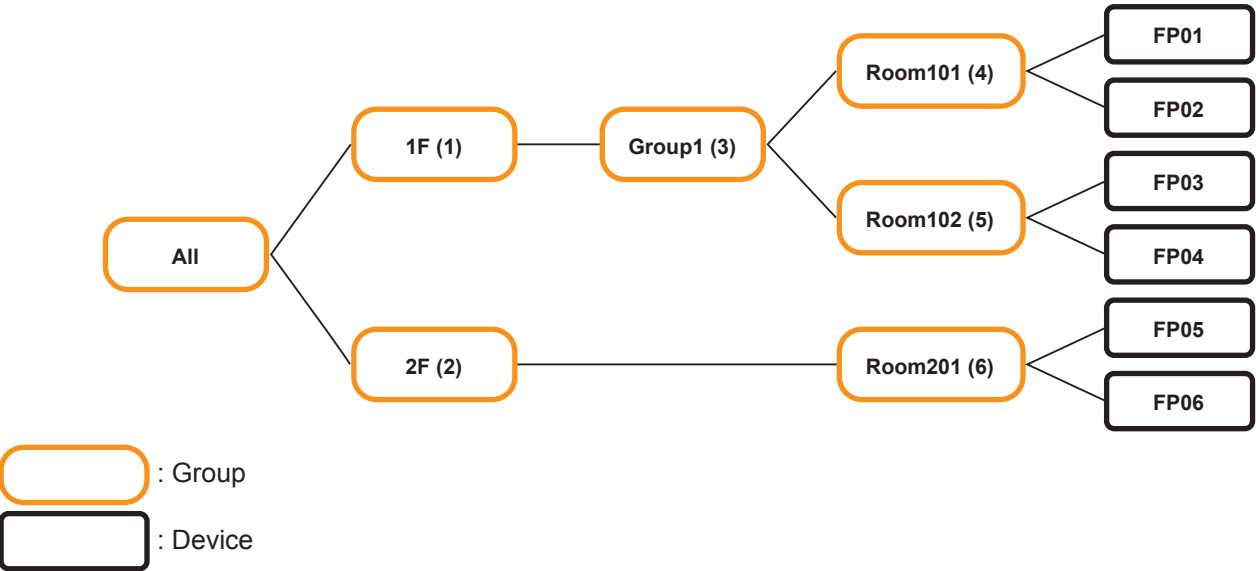 FP01
Room101 (4)
FP02
1F (1)
Group1 (3)
FP03
Room102 (5)
FP04
All
FP05
2F (2)
Room201 (6)
FP06
: Group
: Device